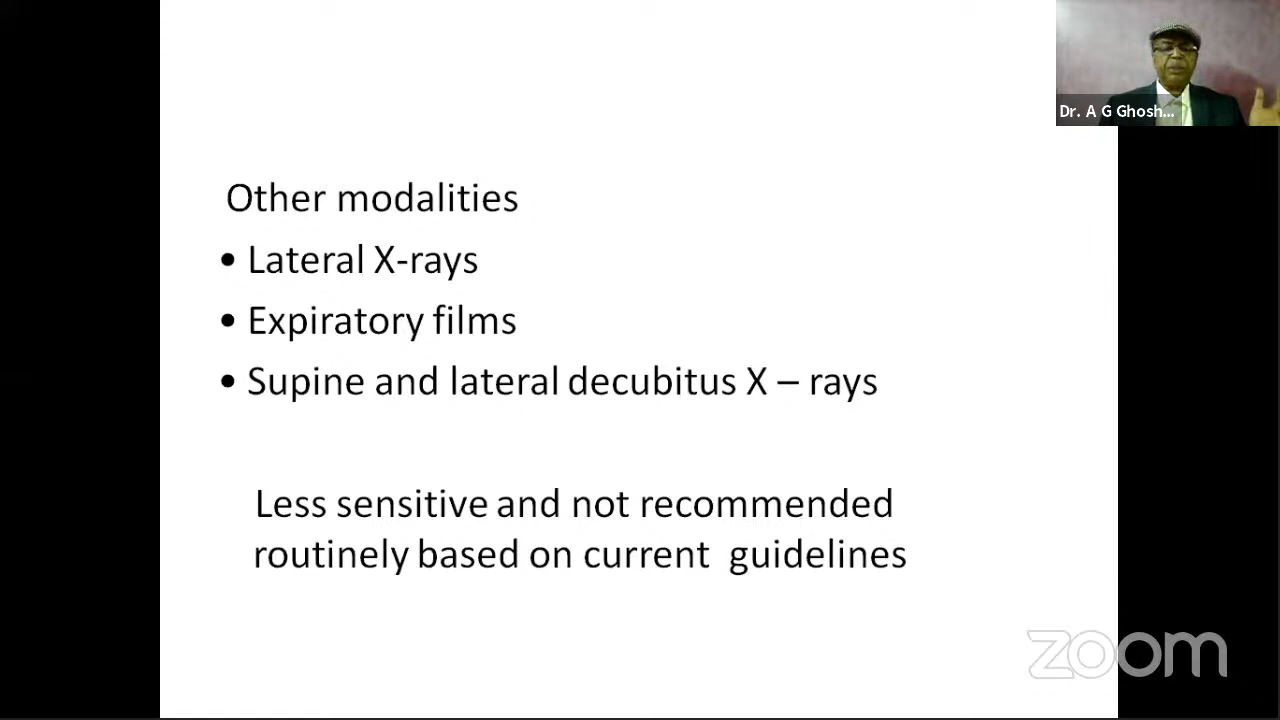 Dr. A G Ghosh...
Other modalities
• Lateral X-rays
• Expiratory films
• Supine and lateral decubitus X – rays
Less sensitive and not recommended
routinely based on current guidelines
zoom